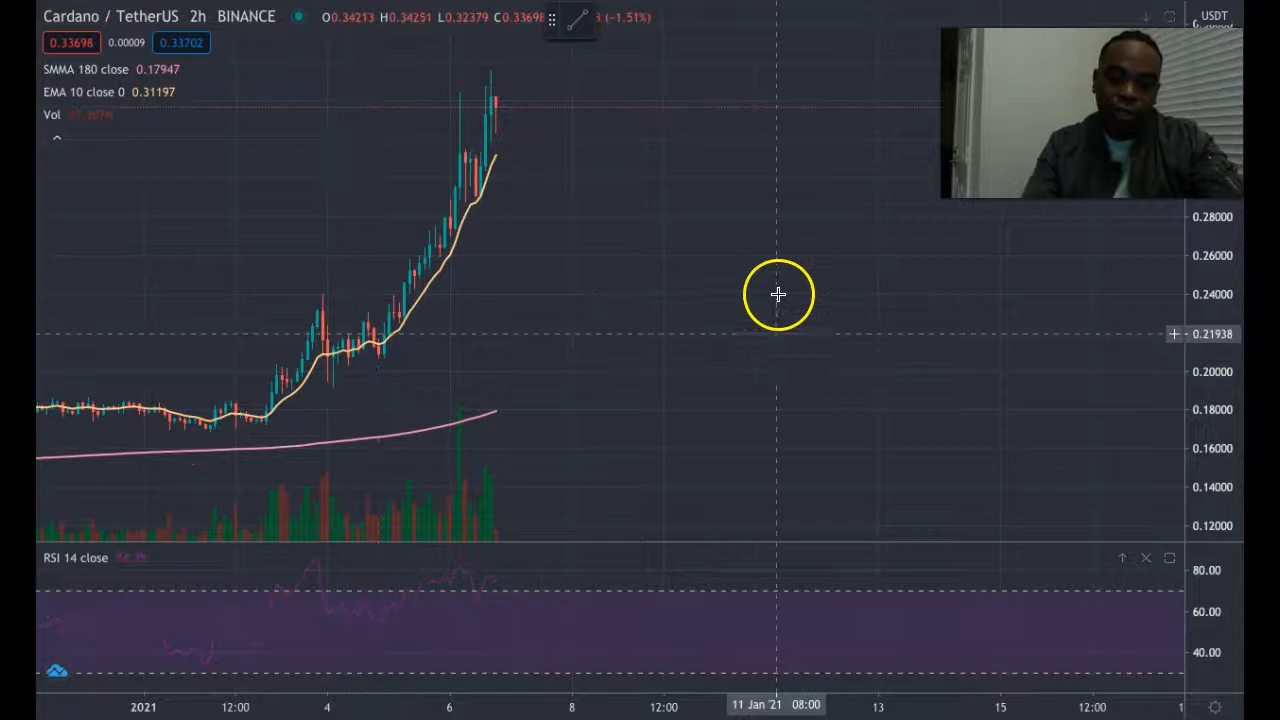 Cardano / TetherUS 2h BINANCE O0.34213 H0.34251 L0.32379 C0.33698 (−1.51%) USDT
0.33698 0.00009 0.33702
SMMA 180 close 0.17947
EMA 10 close 0 0.31197
Vol
0.28000
0.26000
0.24000
0.21938
0.20000
0.18000
0.16000
0.14000
0.12000
RSI 14 close
80.00
60.00
40.00
2021 12:00 4 6 8 12:00 11 Jan '21 08:00 13 15 12:00 1